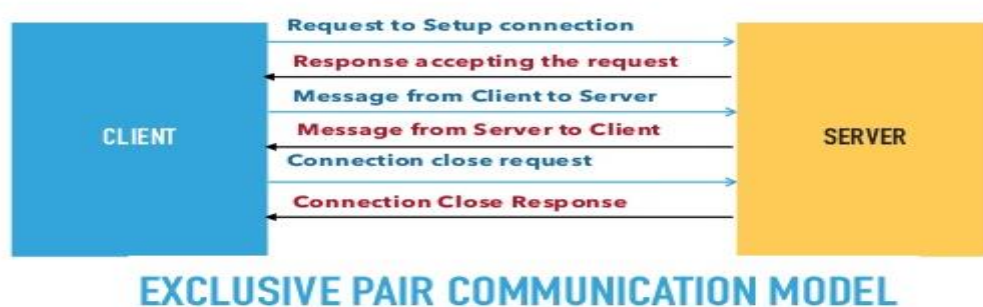 Request to Setup connection
Response accepting the request
Message from Client to Server
CLIENT
Message from Server to Client
SERVER
Connection close request
Connection Close Response
EXCLUSIVE PAIR COMMUNICATION MODEL